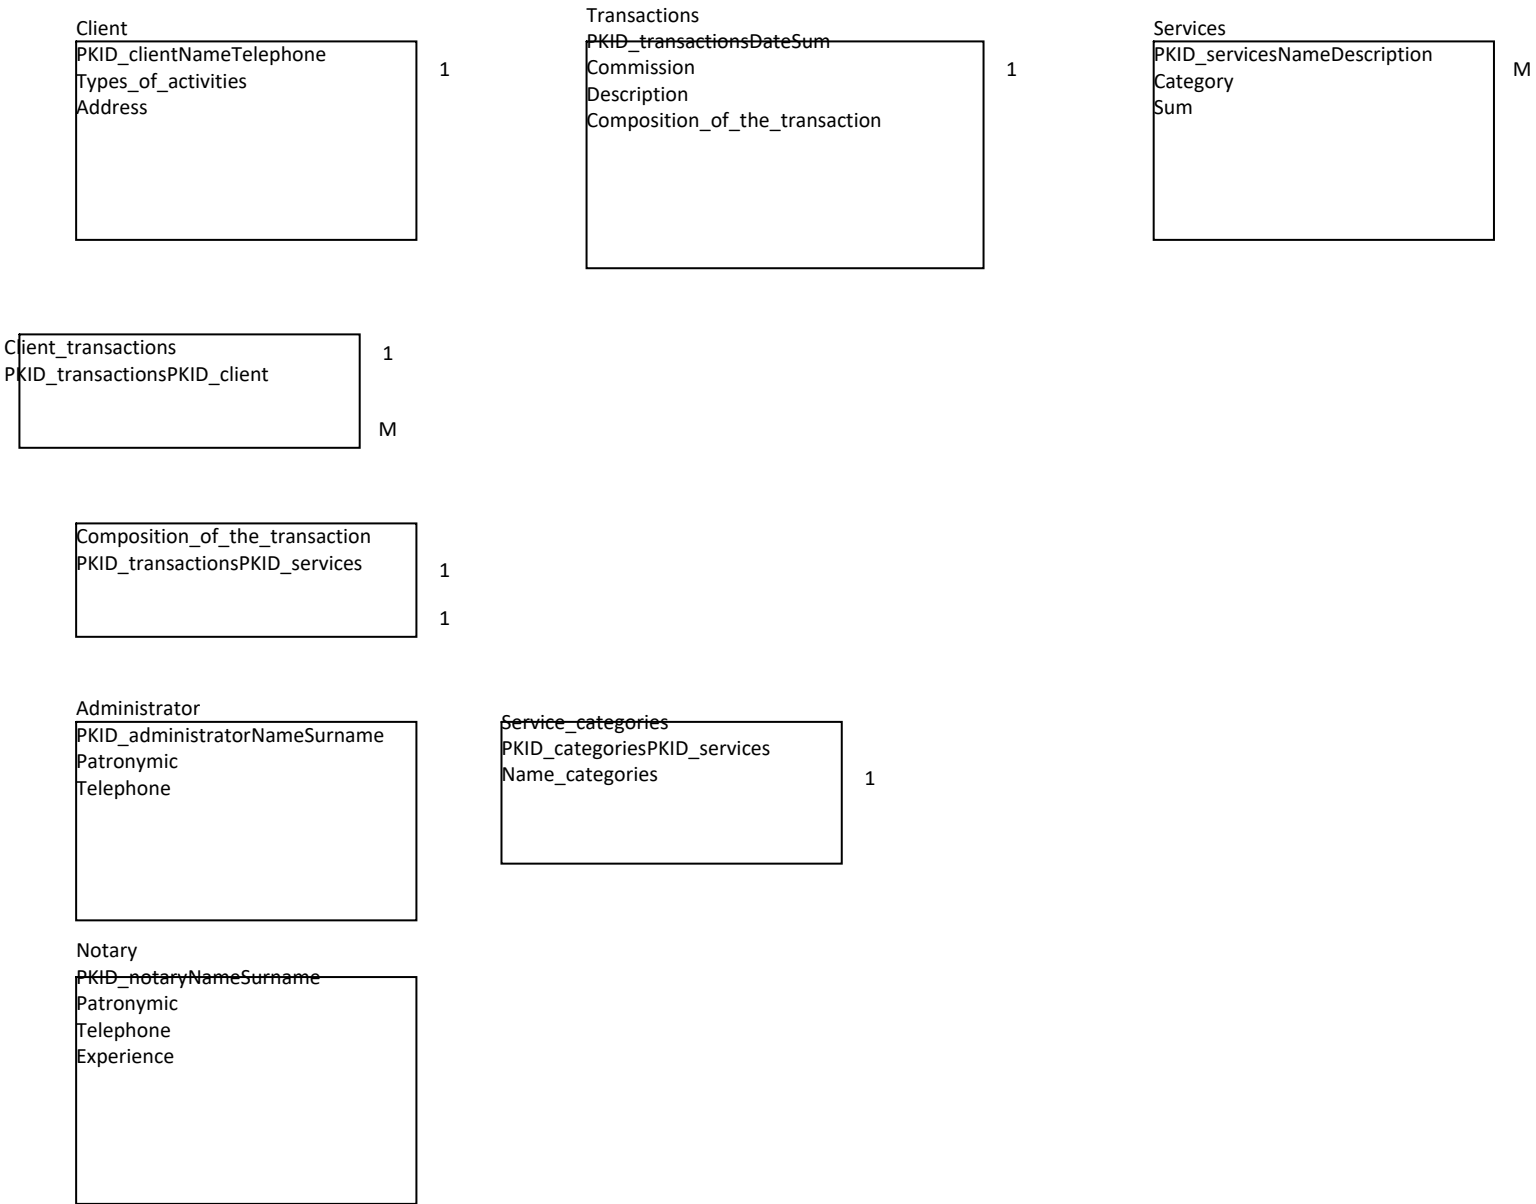 Client
PKID_clientNameTelephone
Types_of_activities
Address
1
Transactions
PKID_transactionsDateSum
Commission
Description
Composition_of_the_transaction
1
Services
PKID_servicesNameDescription
Category
Sum
M
Client_transactions
PKID_transactionsPKID_client
1
M
Composition_of_the_transaction
PKID_transactionsPKID_services
1
1
Administrator
PKID_administratorNameSurname
Patronymic
Telephone
Service_categories
PKID_categoriesPKID_services
Name_categories
1
Notary
PKID_notaryNameSurname
Patronymic
Telephone
Experience